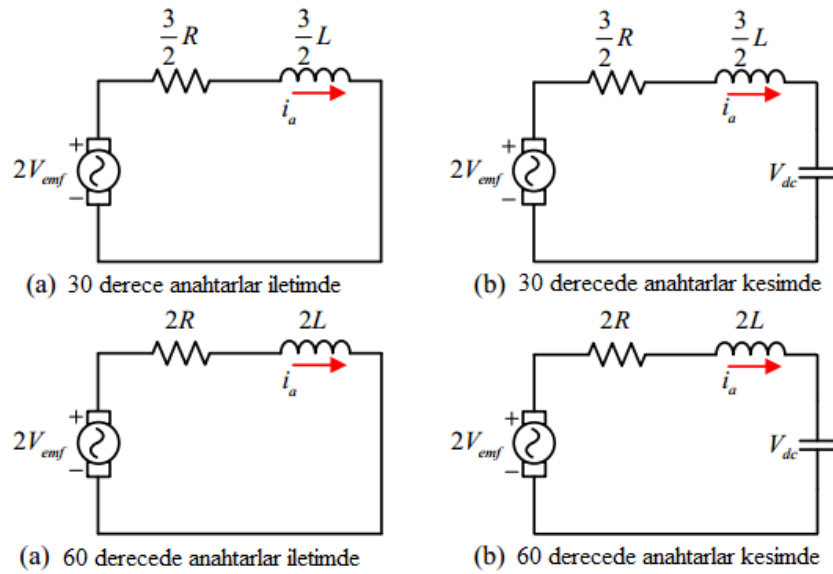 3/2 R 3/2 L
i_a
+
2V_emf
−
(a) 30 derece anahtarlar iletimde
3/2 R 3/2 L
i_a
+
2V_emf
−
V_dc
(b) 30 derecede anahtarlar kesimde
2R 2L
i_a
+
2V_emf
−
(a) 60 derecede anahtarlar iletimde
2R 2L
i_a
+
2V_emf
−
V_dc
(b) 60 derecede anahtarlar kesimde